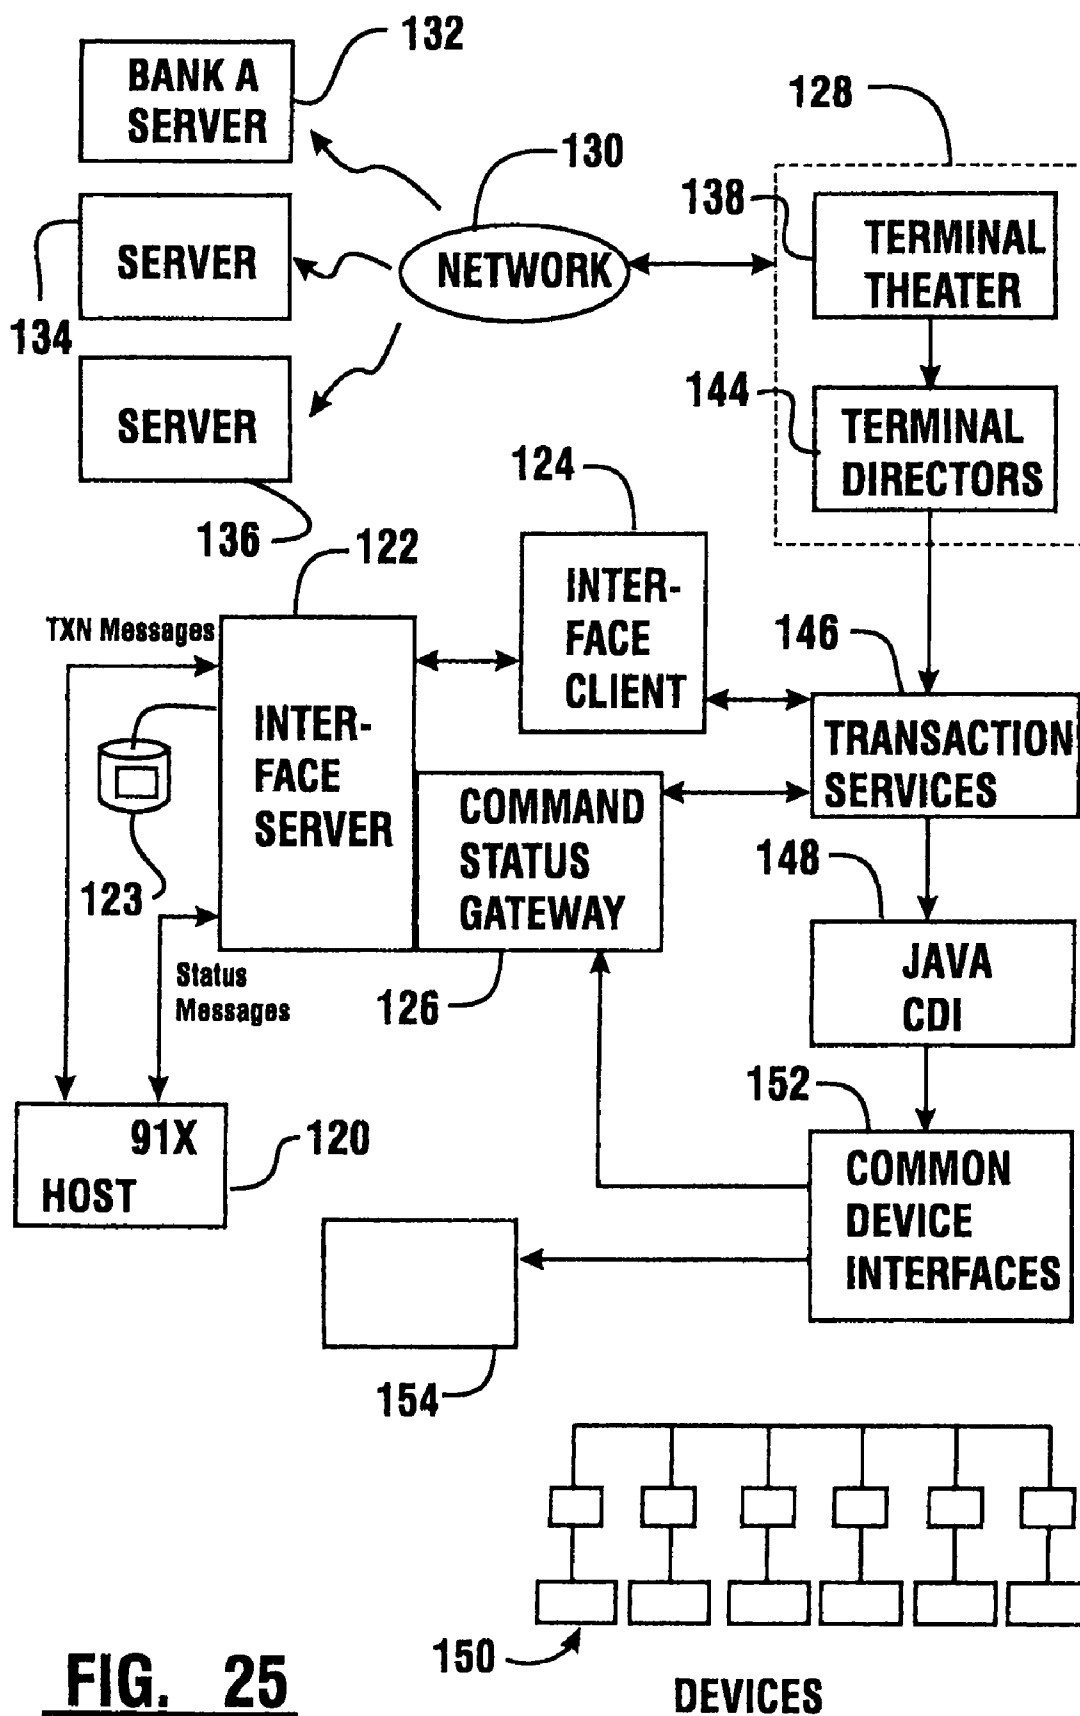 132
BANK A
SERVER
128
130
138
TERMINAL
THEATER
SERVER
NETWORK
134
144
TERMINAL
DIRECTORS
SERVER
124
136
122
INTER-
FACE
CLIENT
TXN Messages
146
INTER-
FACE
SERVER
TRANSACTION
SERVICES
COMMAND
STATUS
GATEWAY
148
123
JAVA
CDI
Status
Messages
126
152
91X
HOST
120
COMMON
DEVICE
INTERFACES
154
150
DEVICES
FIG. 25